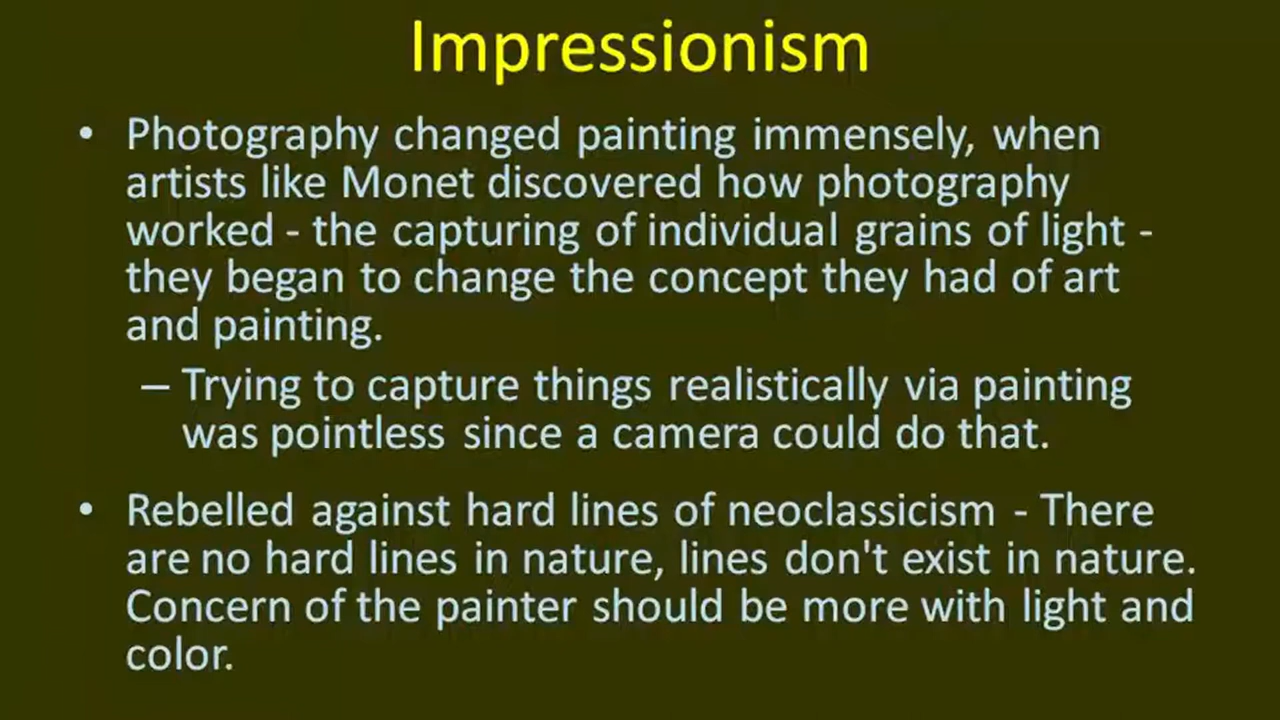 Impressionism
• Photography changed painting immensely, when
artists like Monet discovered how photography
worked - the capturing of individual grains of light -
they began to change the concept they had of art
and painting.
– Trying to capture things realistically via painting
was pointless since a camera could do that.
• Rebelled against hard lines of neoclassicism - There
are no hard lines in nature, lines don't exist in nature.
Concern of the painter should be more with light and
color.